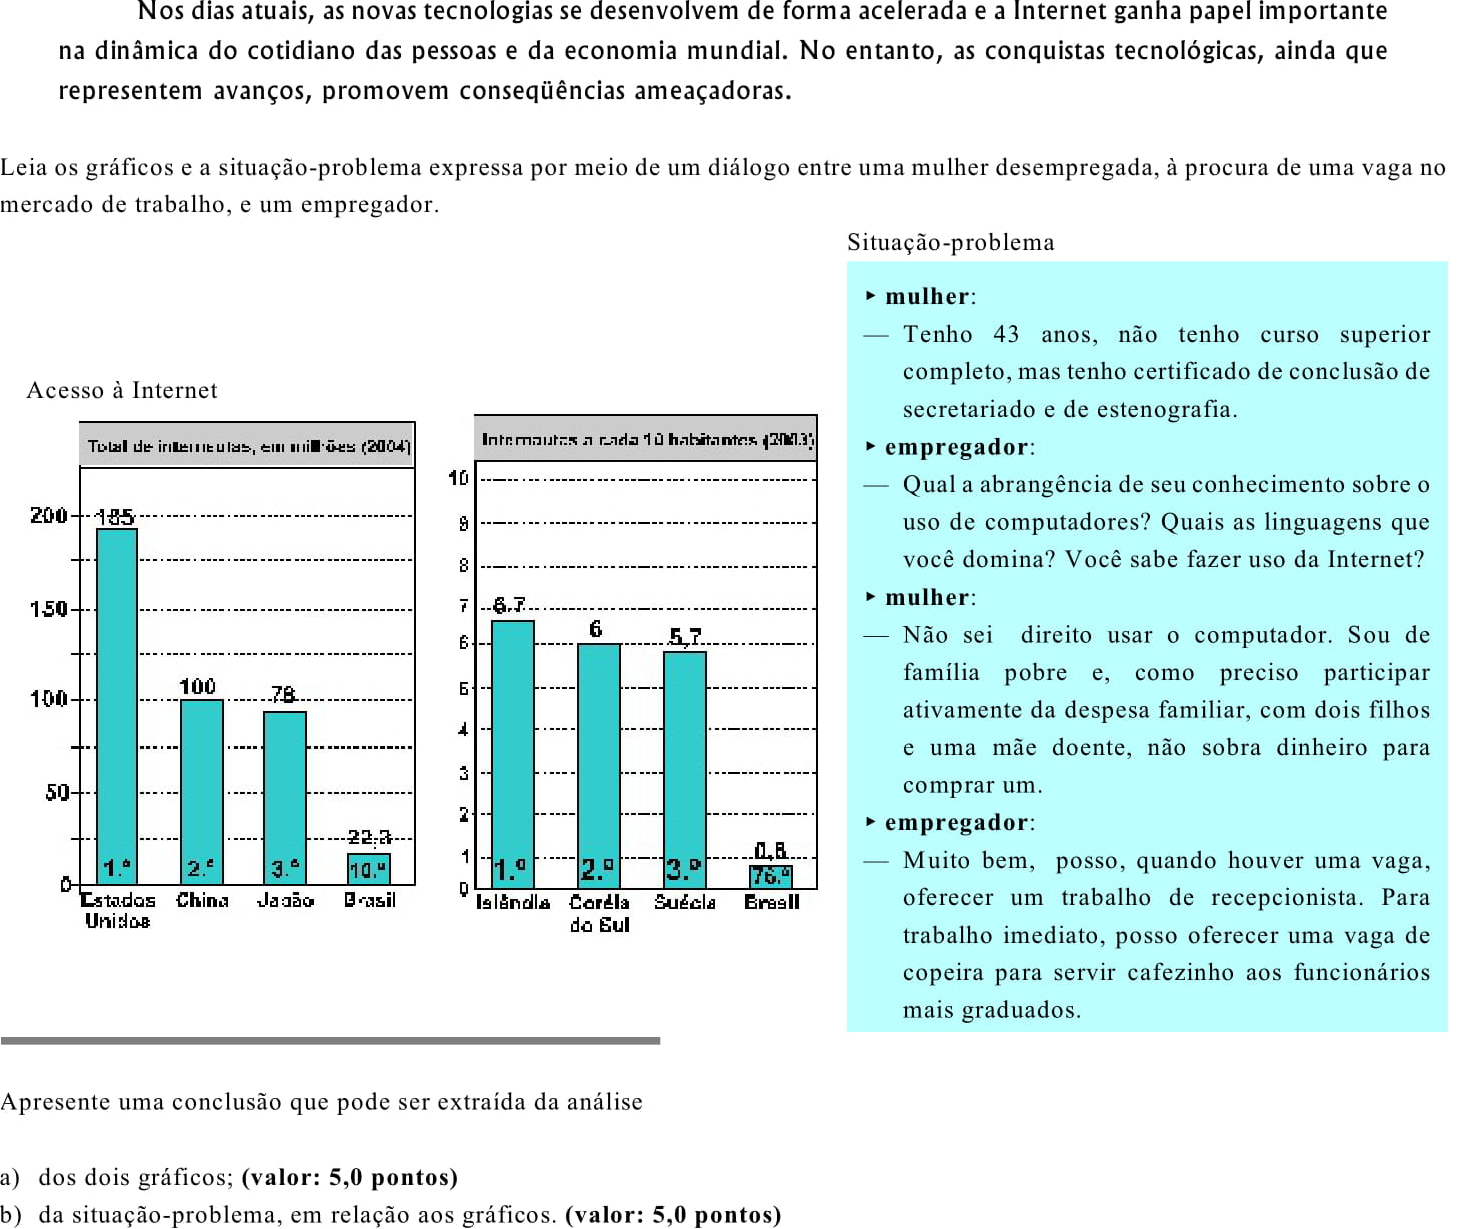 Nos dias atuais, as novas tecnologias se desenvolvem de forma acelerada e a Internet ganha papel importante
na dinâmica do cotidiano das pessoas e da economia mundial. No entanto, as conquistas tecnológicas, ainda que
representem avanços, promovem conseqüências ameaçadoras.
Leia os gráficos e a situação-problema expressa por meio de um diálogo entre uma mulher desempregada, à procura de uma vaga no
mercado de trabalho, e um empregador.
Acesso à Internet
Total de internautas, em milhões (2004)
200
150
100
50
0
185
100
78
22,3
1.º
2.º
3.º
10.º
Estados
Unidos
China
Japão
Brasil
Internautas a cada 10 habitantes (2003)
10
9
8
7
6
5
4
3
2
1
0
6,7
6
5,7
0,8
1.º
2.º
3.º
76.º
Islândia
Coréia
do Sul
Suécia
Brasil
Situação-problema
▸ mulher:
— Tenho 43 anos, não tenho curso superior
completo, mas tenho certificado de conclusão de
secretariado e de estenografia.
▸ empregador:
— Qual a abrangência de seu conhecimento sobre o
uso de computadores? Quais as linguagens que
você domina? Você sabe fazer uso da Internet?
▸ mulher:
— Não sei direito usar o computador. Sou de
família pobre e, como preciso participar
ativamente da despesa familiar, com dois filhos
e uma mãe doente, não sobra dinheiro para
comprar um.
▸ empregador:
— Muito bem, posso, quando houver uma vaga,
oferecer um trabalho de recepcionista. Para
trabalho imediato, posso oferecer uma vaga de
copeira para servir cafezinho aos funcionários
mais graduados.
Apresente uma conclusão que pode ser extraída da análise
a) dos dois gráficos; (valor: 5,0 pontos)
b) da situação-problema, em relação aos gráficos. (valor: 5,0 pontos)